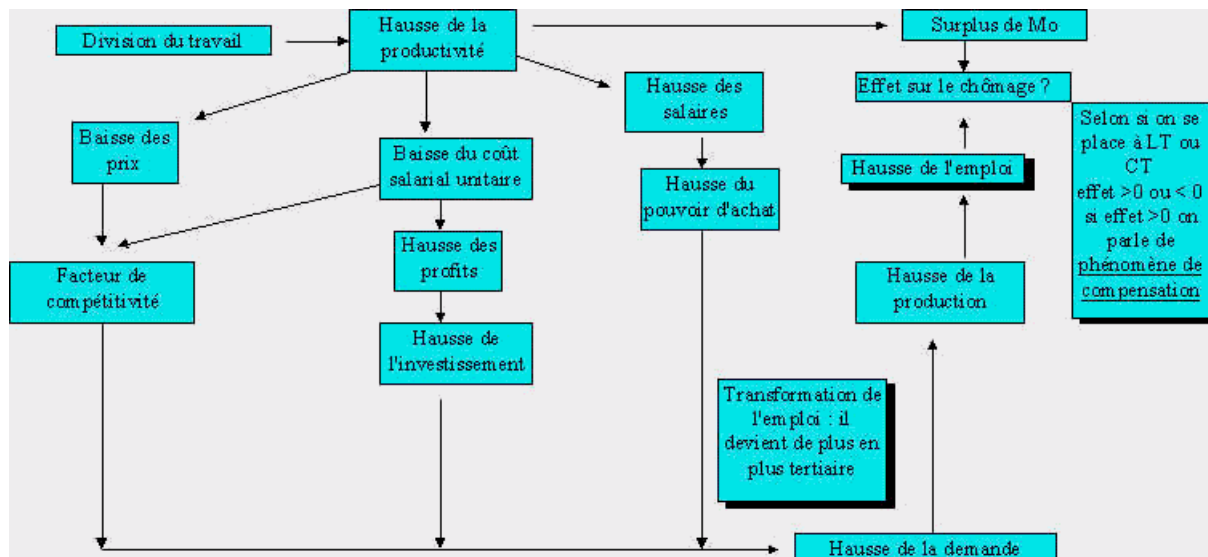 Division du travail
Hausse de la
productivité
Surplus de Mo
Effet sur le chômage ?
Hausse des
salaires
Baisse des
prix
Baisse du coût
salarial unitaire
Hausse du
pouvoir d'achat
Hausse de l'emploi
Selon si on se
place à LT ou
CT
effet >0 ou < 0
si effet >0 on
parle de
phénomène de
compensation
Hausse des
profits
Facteur de
compétitivité
Hausse de la
production
Hausse de
l'investissement
Transformation de
l'emploi : il
devient de plus en
plus tertiaire
Hausse de la demande